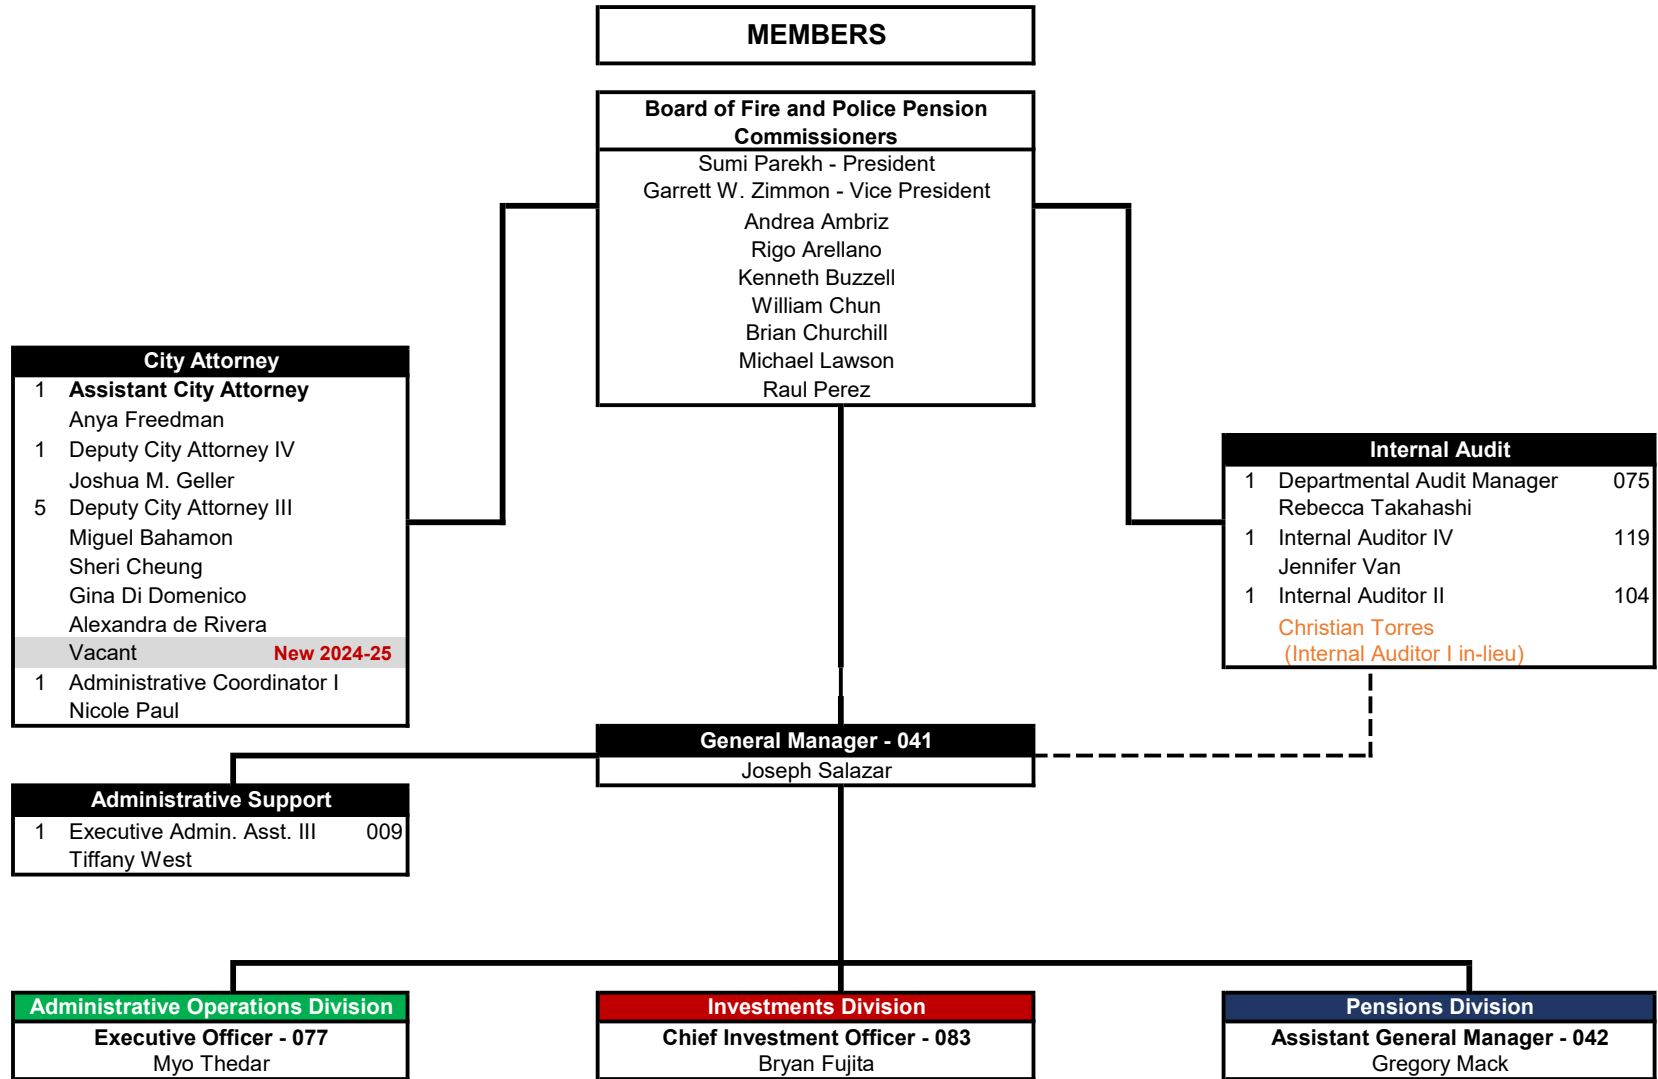 MEMBERS
Board of Fire and Police Pension
Commissioners
Sumi Parekh - President
Garrett W. Zimmon - Vice President
Andrea Ambriz
Rigo Arellano
Kenneth Buzzell
William Chun
Brian Churchill
Michael Lawson
Raul Perez
City Attorney
1 Assistant City Attorney
Anya Freedman
1 Deputy City Attorney IV
Joshua M. Geller
5 Deputy City Attorney III
Miguel Bahamon
Sheri Cheung
Gina Di Domenico
Alexandra de Rivera
Vacant New 2024-25
1 Administrative Coordinator I
Nicole Paul
Internal Audit
1 Departmental Audit Manager 075
Rebecca Takahashi
1 Internal Auditor IV 119
Jennifer Van
1 Internal Auditor II 104
Christian Torres
(Internal Auditor I in-lieu)
General Manager - 041
Joseph Salazar
Administrative Support
1 Executive Admin. Asst. III 009
Tiffany West
Administrative Operations Division
Executive Officer - 077
Myo Thedar
Investments Division
Chief Investment Officer - 083
Bryan Fujita
Pensions Division
Assistant General Manager - 042
Gregory Mack